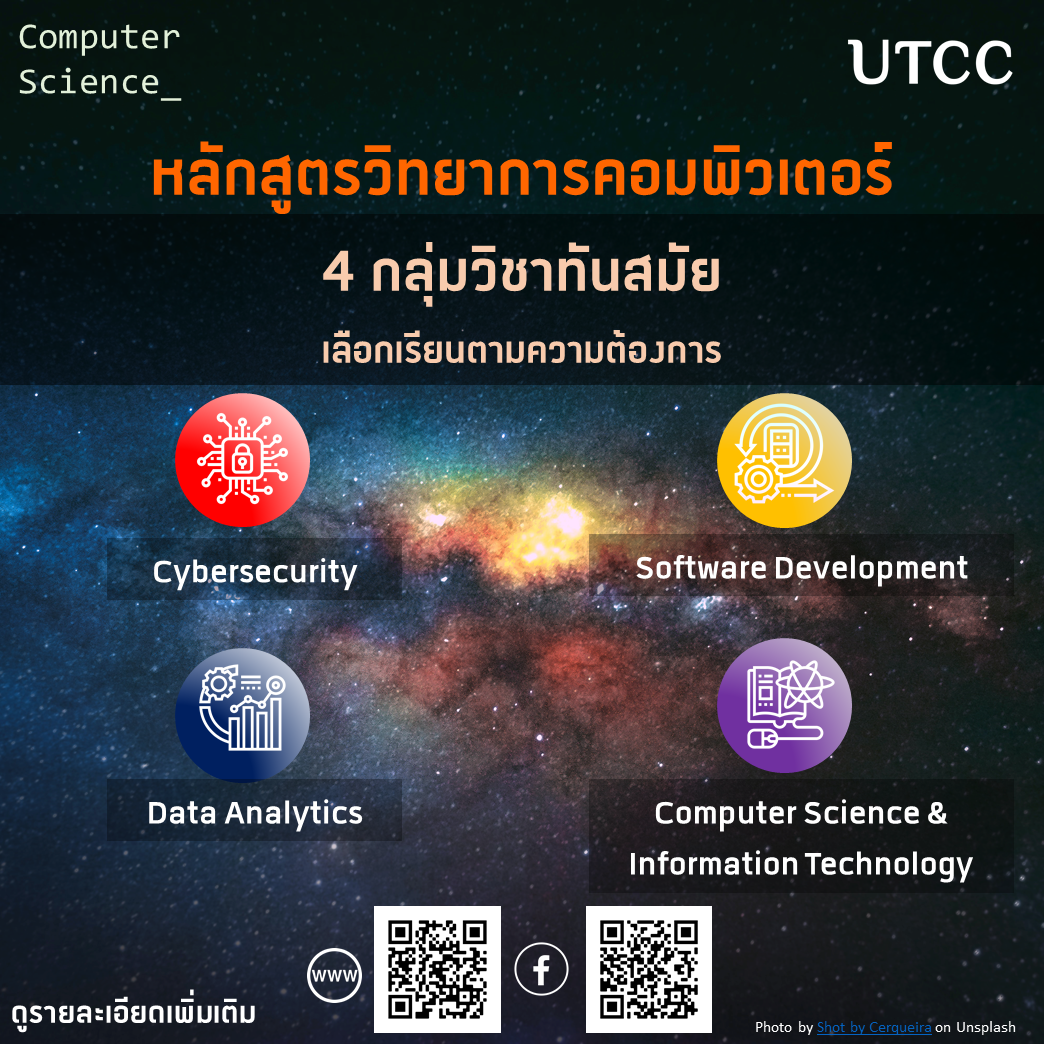 Computer
Science_
UTCC
หลักสูตรวิทยาการคอมพิวเตอร์
4 กลุ่มวิชาทันสมัย
เลือกเรียนตามความต้องการ
Cybersecurity
Software Development
Data Analytics
Computer Science &
Information Technology
www
ดูรายละเอียดเพิ่มเติม
Photo by Shot by Cerqueira on Unsplash